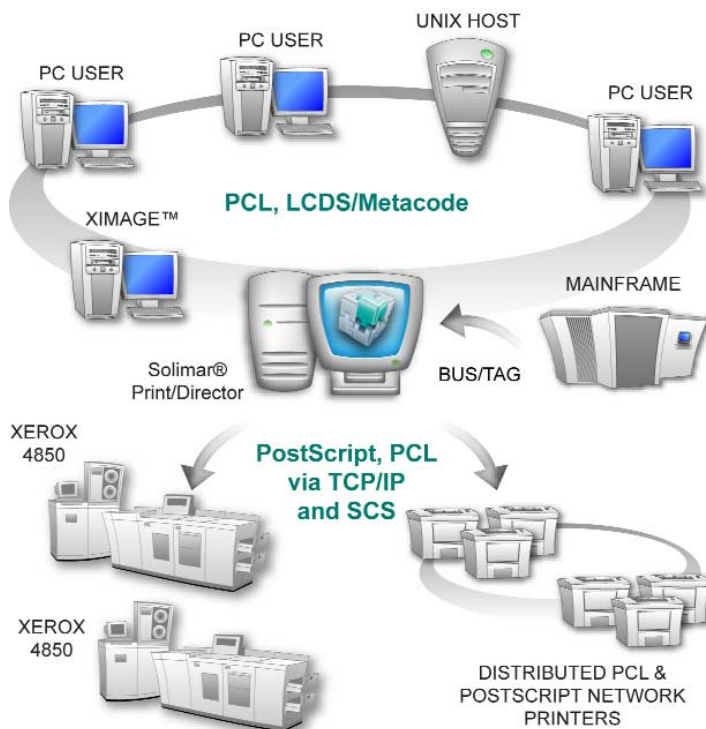 UNIX HOST
PC USER
PC USER
PC USER
PCL, LCDS/Metacode
XIMAGE™
MAINFRAME
Solimar®
Print/Director
BUS/TAG
XEROX
4850
PostScript, PCL
via TCP/IP
and SCS
XEROX
4850
DISTRIBUTED PCL &
POSTSCRIPT NETWORK
PRINTERS